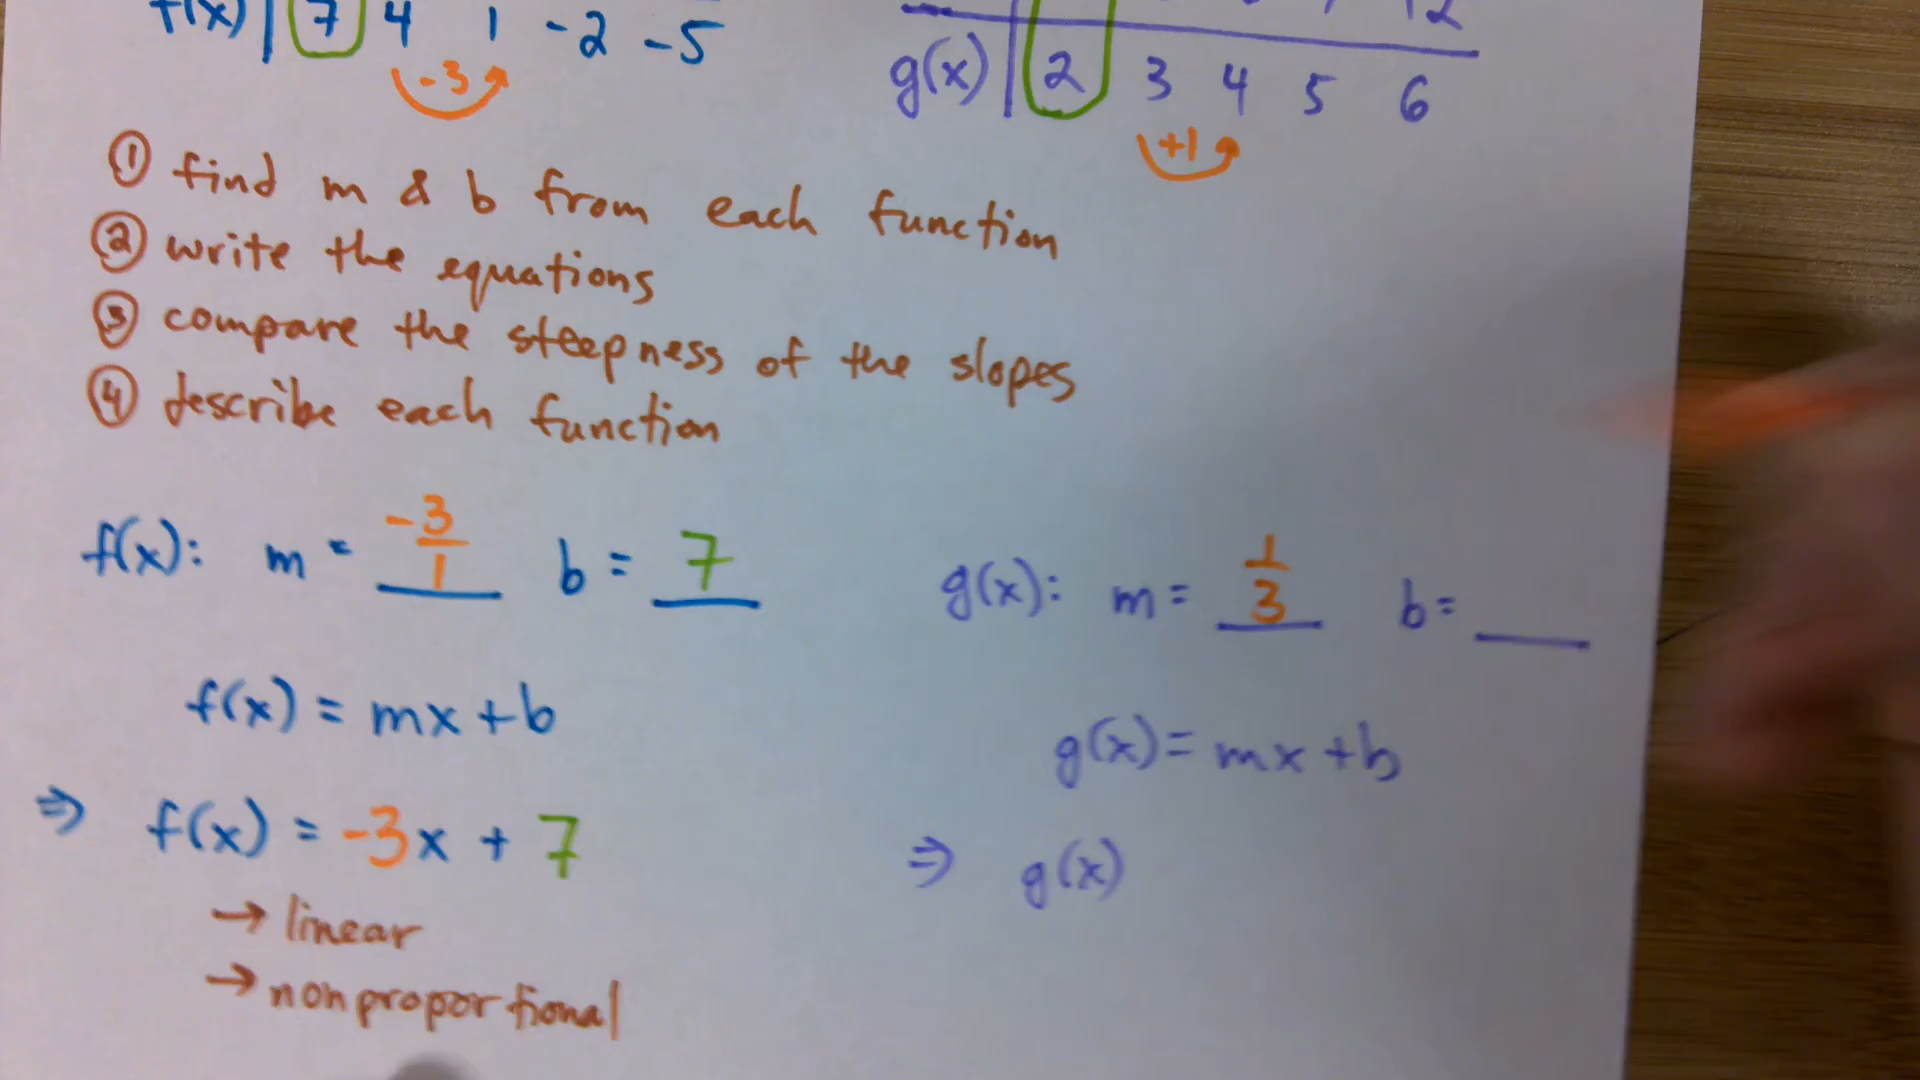 f(x) | 7 4 1 -2 -5
-3
12
g(x) | 2 3 4 5 6
+1
① find m & b from each function
② write the equations
③ compare the steepness of the slopes
④ describe each function
f(x): m = -3/1 b = 7
g(x): m = 1/3 b = ___
f(x) = mx + b
g(x) = mx + b
⇒ f(x) = -3x + 7
⇒ g(x)
→ linear
→ nonproportional